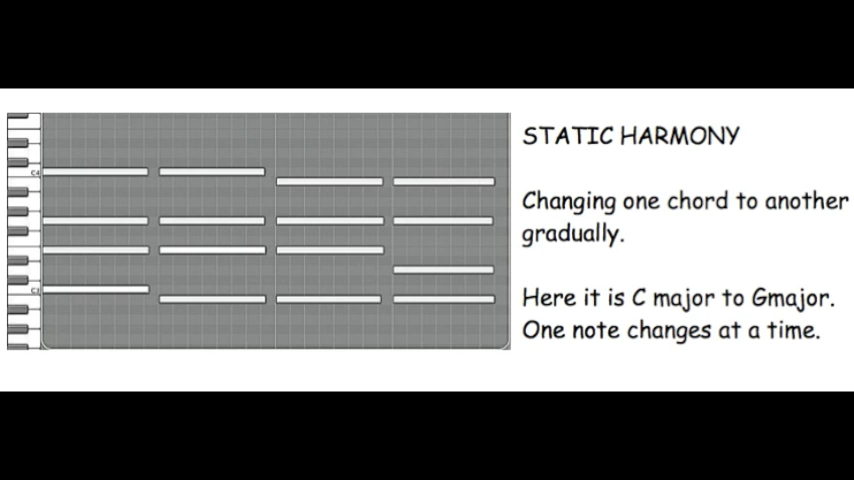 STATIC HARMONY
Changing one chord to another
gradually.
Here it is C major to Gmajor.
One note changes at a time.
C4
C3